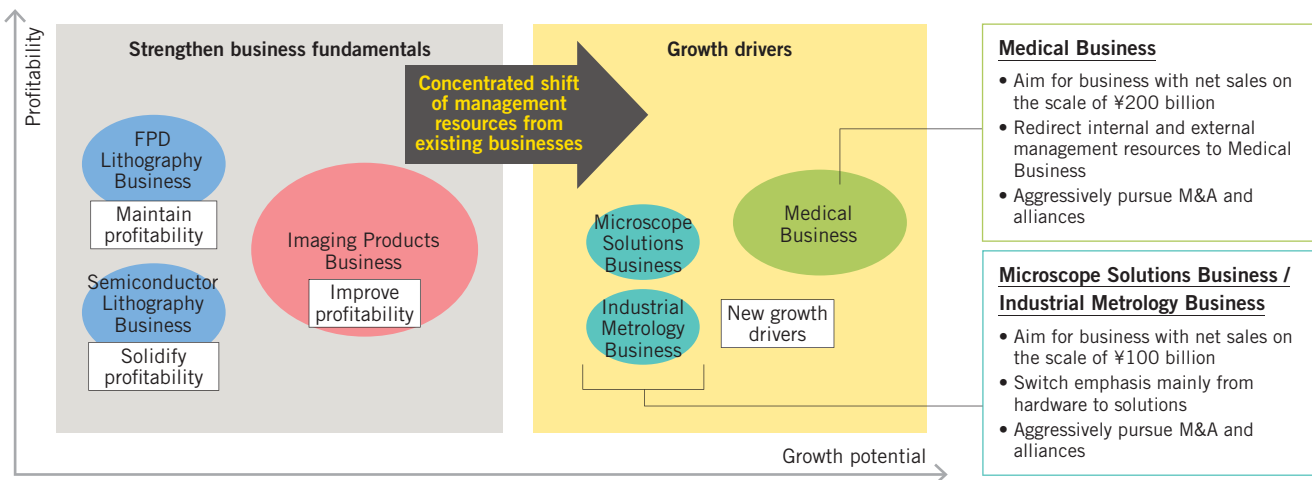 Profitability
Strengthen business fundamentals
FPD
Lithography
Business
Maintain
profitability
Semiconductor
Lithography
Business
Solidify
profitability
Imaging Products
Business
Improve
profitability
Concentrated shift
of management
resources from
existing businesses
Growth drivers
Microscope
Solutions
Business
Industrial
Metrology
Business
Medical
Business
New growth
drivers
Growth potential
Medical Business
• Aim for business with net sales on
the scale of ¥200 billion
• Redirect internal and external
management resources to Medical
Business
• Aggressively pursue M&A and
alliances
Microscope Solutions Business /
Industrial Metrology Business
• Aim for business with net sales on
the scale of ¥100 billion
• Switch emphasis mainly from
hardware to solutions
• Aggressively pursue M&A and
alliances